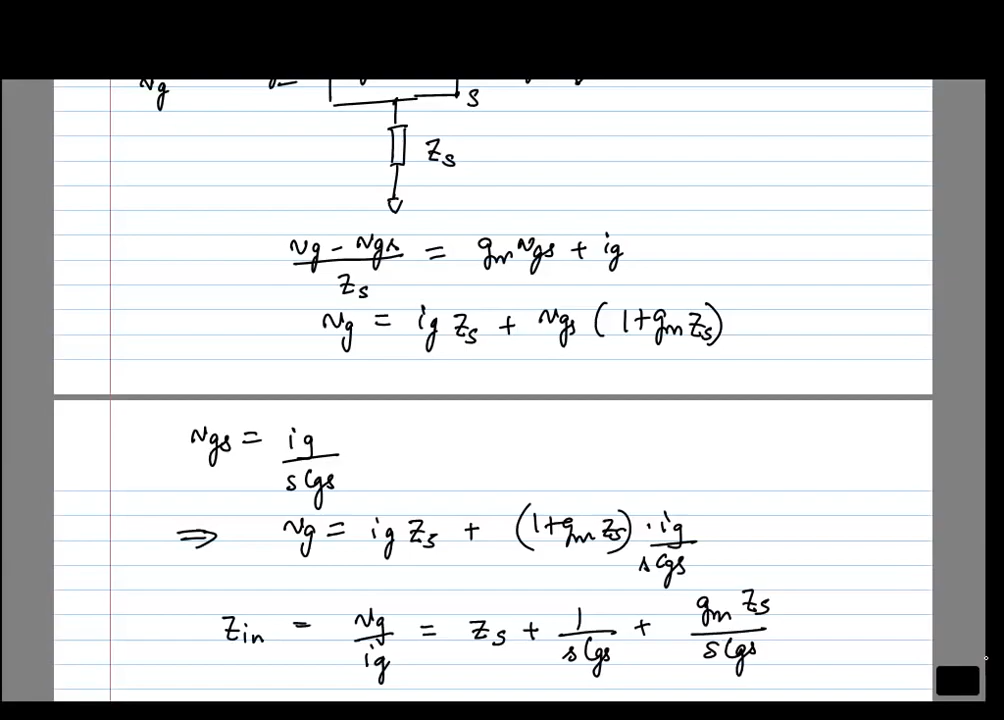 vg
s
Zs
(vg - vgs)/Zs = gm vgs + ig
vg = ig Zs + vgs (1+gm Zs)
vgs = ig/(sCgs)
⇒ vg = ig Zs + (1+gm Zs) · ig/(sCgs)
Zin = vg/ig = Zs + 1/(sCgs) + gm Zs/(sCgs)